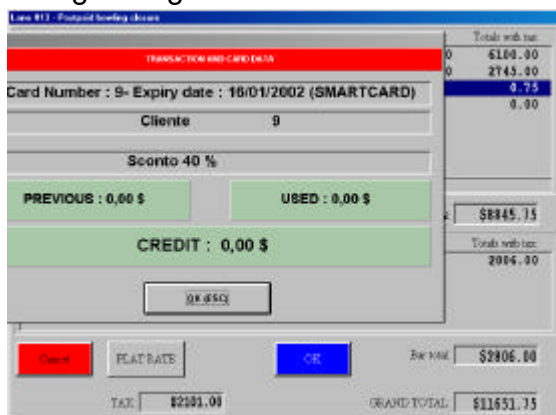 Lane #13 - Postpaid bowling closure
TRANSACTION AND CARD DATA
Totals with tax
0 6100.00
0 2745.00
0.75
0.00
Card Number : 9- Expiry date : 16/01/2002 (SMARTCARD)
Cliente 9
Sconto 40 %
PREVIOUS : 0,00 $ USED : 0,00 $
$8845.75
CREDIT : 0,00 $
Totals with tax
OK (ESC)
Cancel FLAT RATE OK Bar total $2806.00
TAX $2101.00 GRAND TOTAL $11651.75